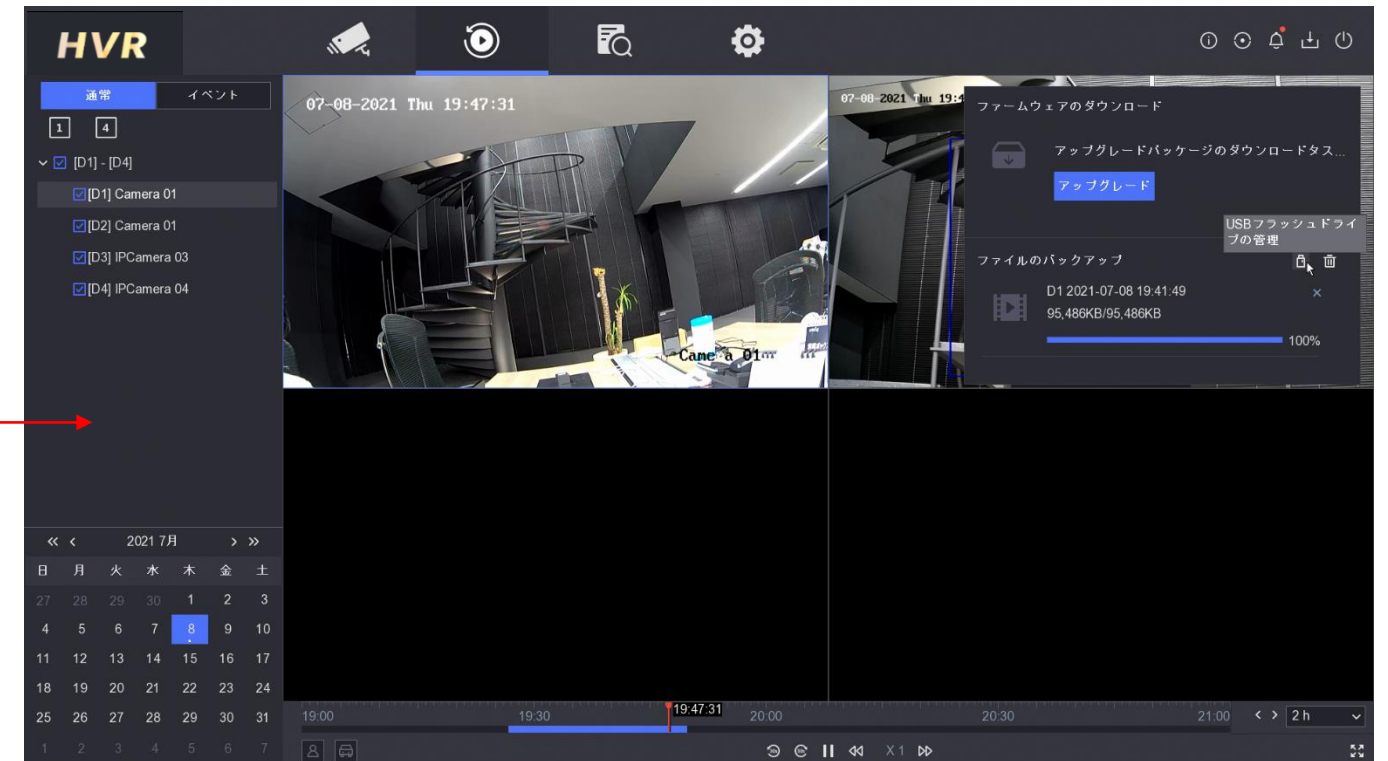 HVR
通常
イベント
1 4
[D1] - [D4]
[D1] Camera 01
[D2] Camera 01
[D3] IPCamera 03
[D4] IPCamera 04
07-08-2021 Thu 19:47:31
Came a 01
07-08-2021 Thu 19:4
ファームウェアのダウンロード
アップグレードパッケージのダウンロードタス...
アップグレード
USBフラッシュドライ
ブの管理
ファイルのバックアップ
D1 2021-07-08 19:41:49
95,486KB/95,486KB
100%
2021 7月
日 月 火 水 木 金 土
27 28 29 30 1 2 3
4 5 6 7 8 9 10
11 12 13 14 15 16 17
18 19 20 21 22 23 24
25 26 27 28 29 30 31
1 2 3 4 5 6 7
19:00 19:30 19:47:31 20:00 20:30 21:00
2 h
X 1